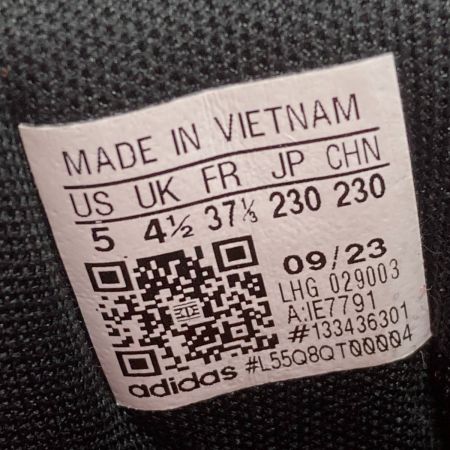 MADE IN VIETNAM
US UK FR JP CHN
5 4½ 37⅓ 230 230
09/23
LHG 029003
A:IE7791
#133436301
adidas #L55Q8QT00004